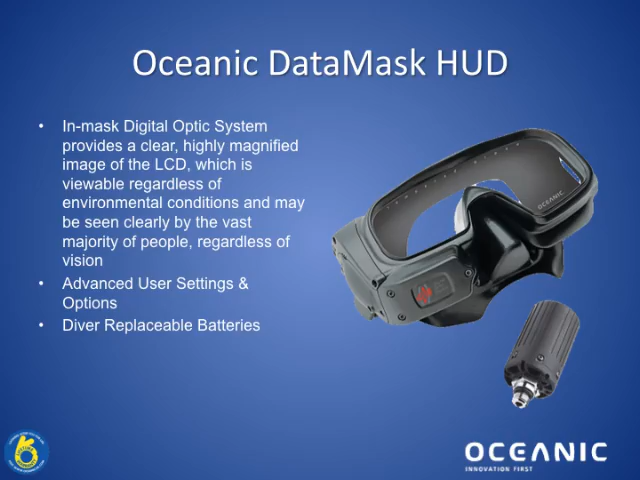 Oceanic DataMask HUD
• In-mask Digital Optic System
provides a clear, highly magnified
image of the LCD, which is
viewable regardless of
environmental conditions and may
be seen clearly by the vast
majority of people, regardless of
vision
• Advanced User Settings &
Options
• Diver Replaceable Batteries
OCEANIC
OCEANIC
INNOVATION FIRST